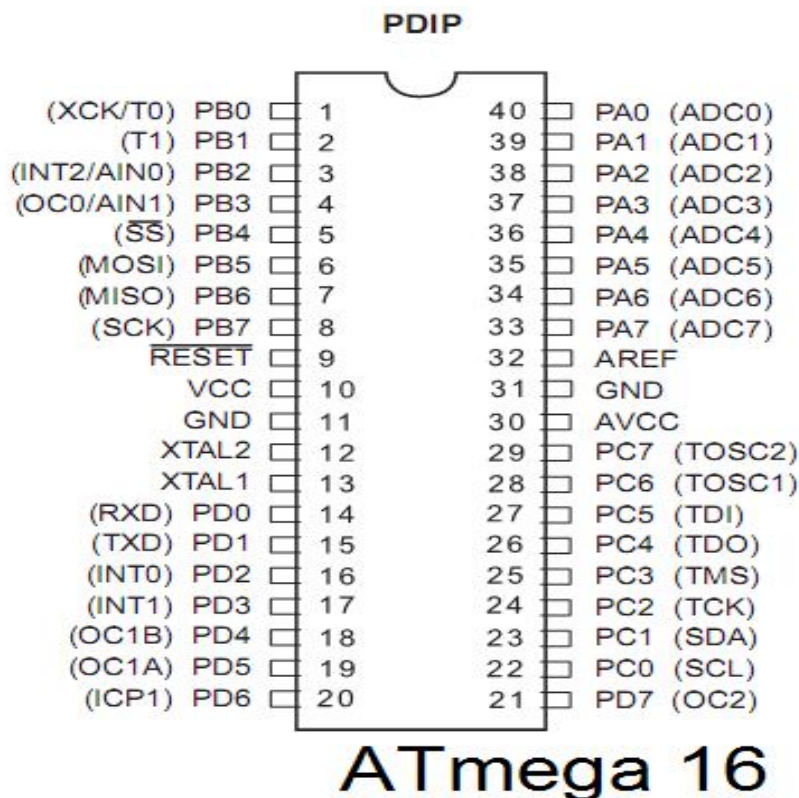 PDIP
(XCK/T0) PB0 1 40 PA0 (ADC0)
(T1) PB1 2 39 PA1 (ADC1)
(INT2/AIN0) PB2 3 38 PA2 (ADC2)
(OC0/AIN1) PB3 4 37 PA3 (ADC3)
(SS) PB4 5 36 PA4 (ADC4)
(MOSI) PB5 6 35 PA5 (ADC5)
(MISO) PB6 7 34 PA6 (ADC6)
(SCK) PB7 8 33 PA7 (ADC7)
RESET 9 32 AREF
VCC 10 31 GND
GND 11 30 AVCC
XTAL2 12 29 PC7 (TOSC2)
XTAL1 13 28 PC6 (TOSC1)
(RXD) PD0 14 27 PC5 (TDI)
(TXD) PD1 15 26 PC4 (TDO)
(INT0) PD2 16 25 PC3 (TMS)
(INT1) PD3 17 24 PC2 (TCK)
(OC1B) PD4 18 23 PC1 (SDA)
(OC1A) PD5 19 22 PC0 (SCL)
(ICP1) PD6 20 21 PD7 (OC2)
ATmega 16